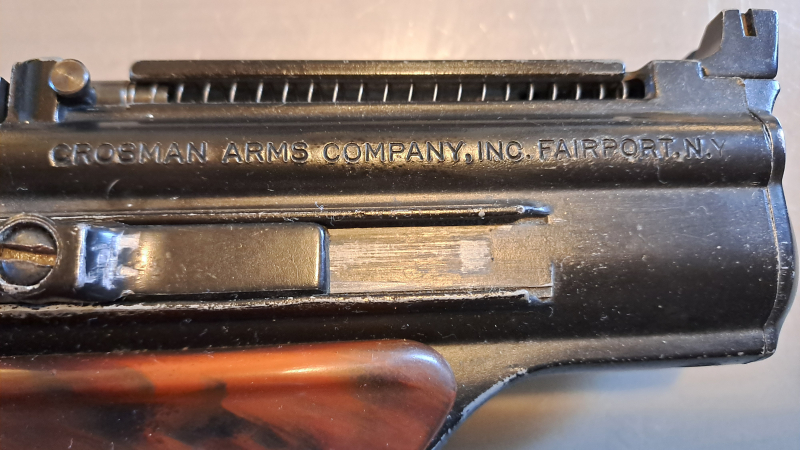 CROSMAN ARMS COMPANY, INC. FAIRPORT, N.Y